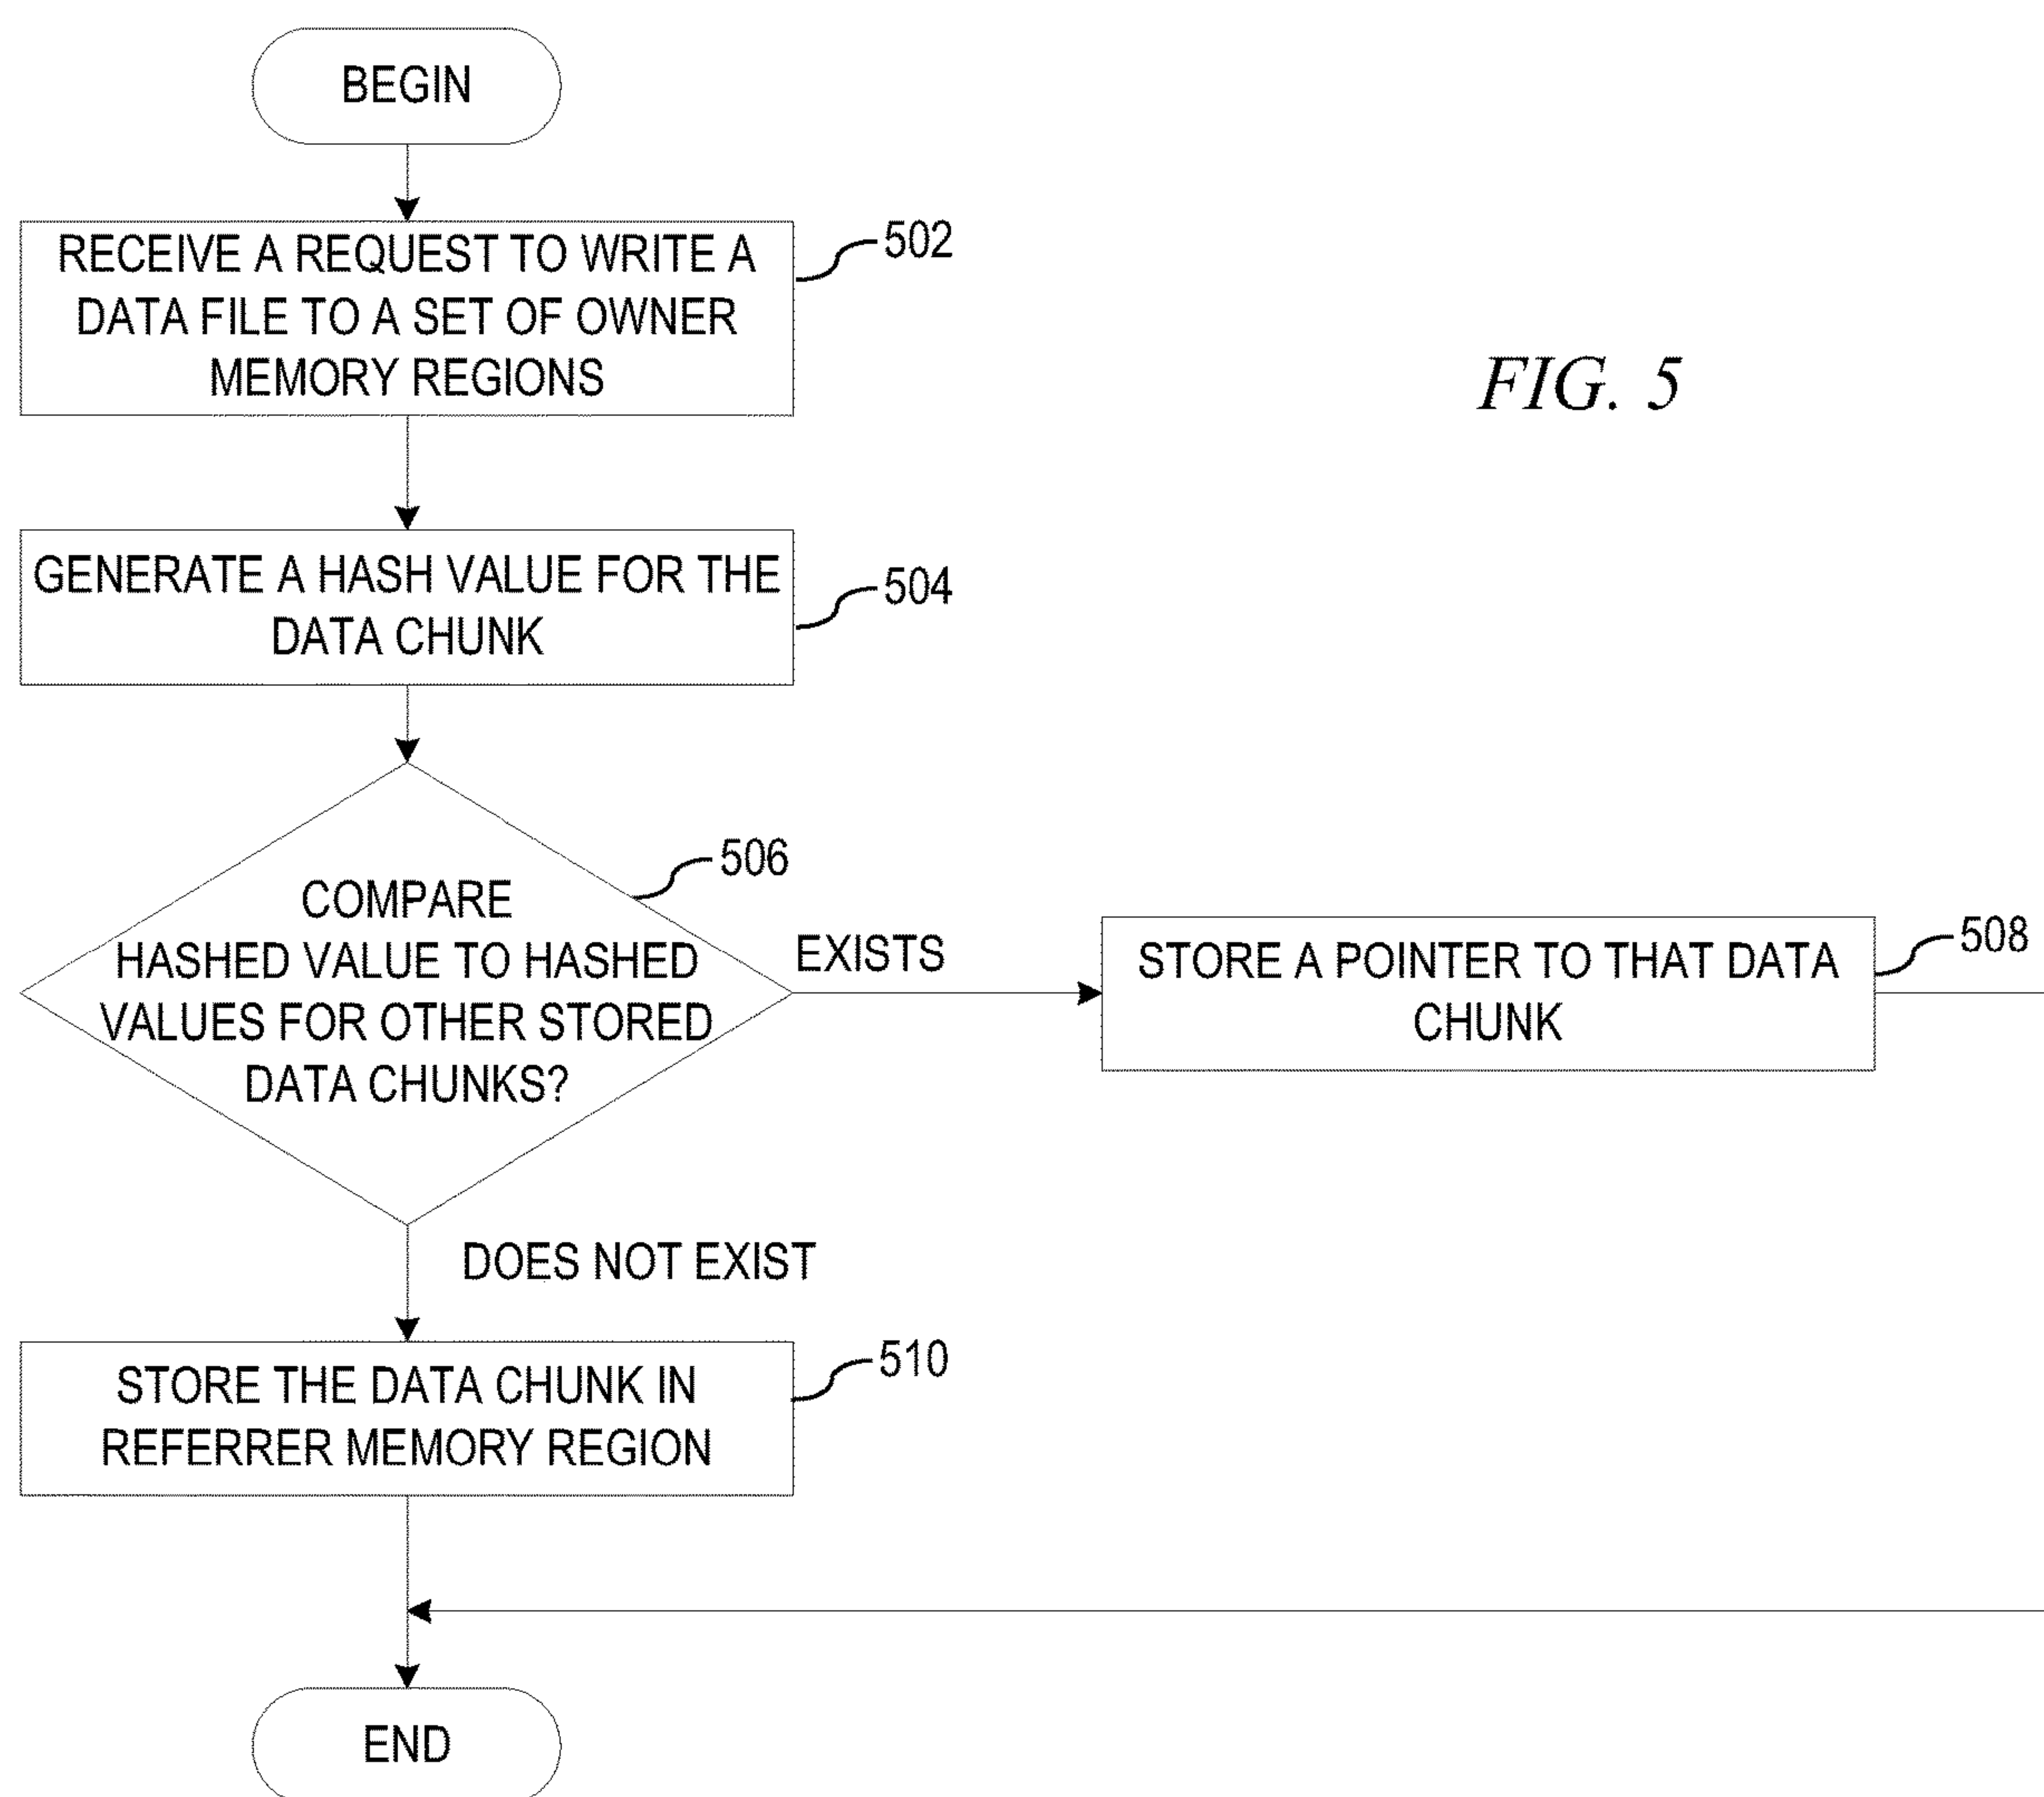 BEGIN
RECEIVE A REQUEST TO WRITE A
DATA FILE TO A SET OF OWNER
MEMORY REGIONS
502
FIG. 5
GENERATE A HASH VALUE FOR THE
DATA CHUNK
504
COMPARE
HASHED VALUE TO HASHED
VALUES FOR OTHER STORED
DATA CHUNKS?
506
EXISTS
STORE A POINTER TO THAT DATA
CHUNK
508
DOES NOT EXIST
STORE THE DATA CHUNK IN
REFERRER MEMORY REGION
510
END